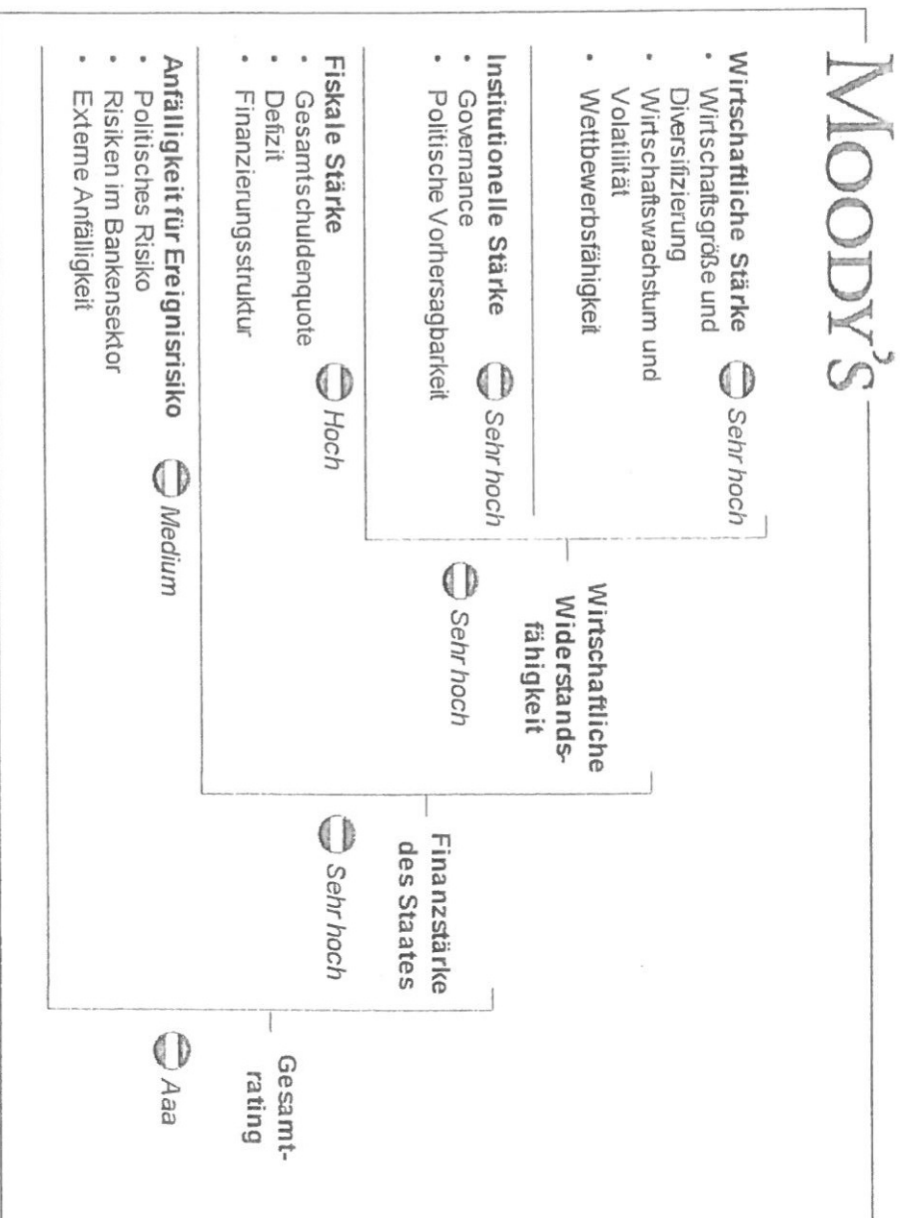 MOODY'S
Wirtschaftliche Stärke
Sehr hoch
• Wirtschaftsgröße und
Diversifizierung
• Wirtschaftswachstum und
Volatilität
• Wettbewerbsfähigkeit
Institutionelle Stärke
Sehr hoch
• Governance
• Politische Vorhersagbarkeit
Wirtschaftliche
Widerstands-
fähigkeit
Sehr hoch
Fiskale Stärke
Hoch
• Gesamtschuldenquote
• Defizit
• Finanzierungsstruktur
Finanzstärke
des Staates
Sehr hoch
Anfälligkeit für Ereignisrisiko
Medium
• Politisches Risiko
• Risiken im Bankensektor
• Externe Anfälligkeit
Gesamt-
rating
Aaa